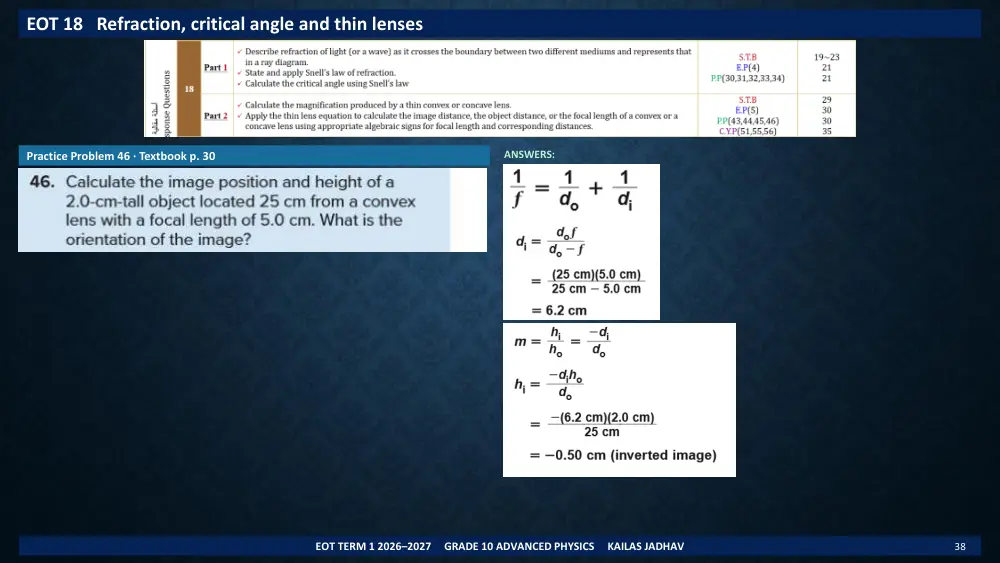 EOT 18 Refraction, critical angle and thin lenses
sponse Questions
18
Part 1
✓ Describe refraction of light (or a wave) as it crosses the boundary between two different mediums and represents that
in a ray diagram.
✓ State and apply Snell's law of refraction.
✓ Calculate the critical angle using Snell's law
S.T.B
E.P(4)
P.P(30,31,32,33,34)
19~23
21
21
Part 2
✓ Calculate the magnification produced by a thin convex or concave lens.
✓ Apply the thin lens equation to calculate the image distance, the object distance, or the focal length of a convex or a
concave lens using appropriate algebraic signs for focal length and corresponding distances.
S.T.B
E.P(5)
P.P(43,44,45,46)
C.Y.P(51,55,56)
29
30
30
35
Practice Problem 46 · Textbook p. 30
46. Calculate the image position and height of a
2.0-cm-tall object located 25 cm from a convex
lens with a focal length of 5.0 cm. What is the
orientation of the image?
ANSWERS:
1/f = 1/dₒ + 1/dᵢ
dᵢ = dₒf / dₒ − f
= (25 cm)(5.0 cm) / 25 cm − 5.0 cm
= 6.2 cm
m = hᵢ/hₒ = −dᵢ/dₒ
hᵢ = −dᵢhₒ / dₒ
= −(6.2 cm)(2.0 cm) / 25 cm
= −0.50 cm (inverted image)
EOT TERM 1 2026–2027 GRADE 10 ADVANCED PHYSICS KAILAS JADHAV
38